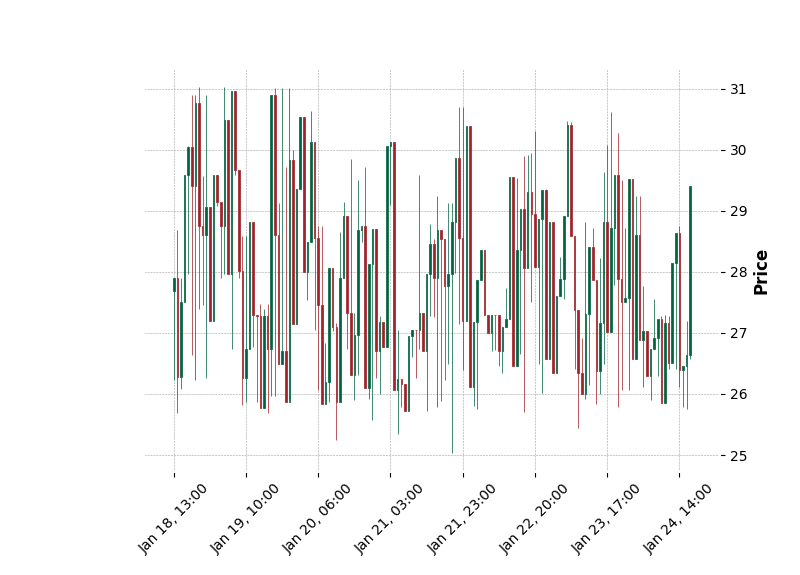 31
30
29
28
27
26
25
Price
Jan 18, 13:00
Jan 19, 10:00
Jan 20, 06:00
Jan 21, 03:00
Jan 21, 23:00
Jan 22, 20:00
Jan 23, 17:00
Jan 24, 14:00